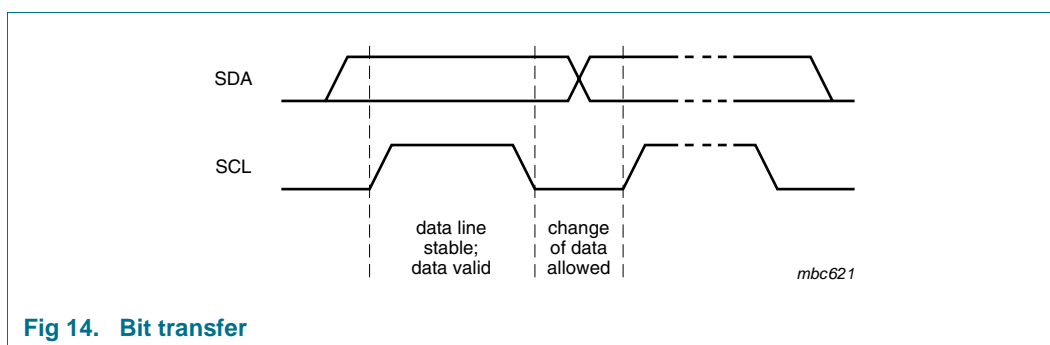 SDA
SCL
data line
stable;
data valid
change
of data
allowed
mbc621
Fig 14. Bit transfer